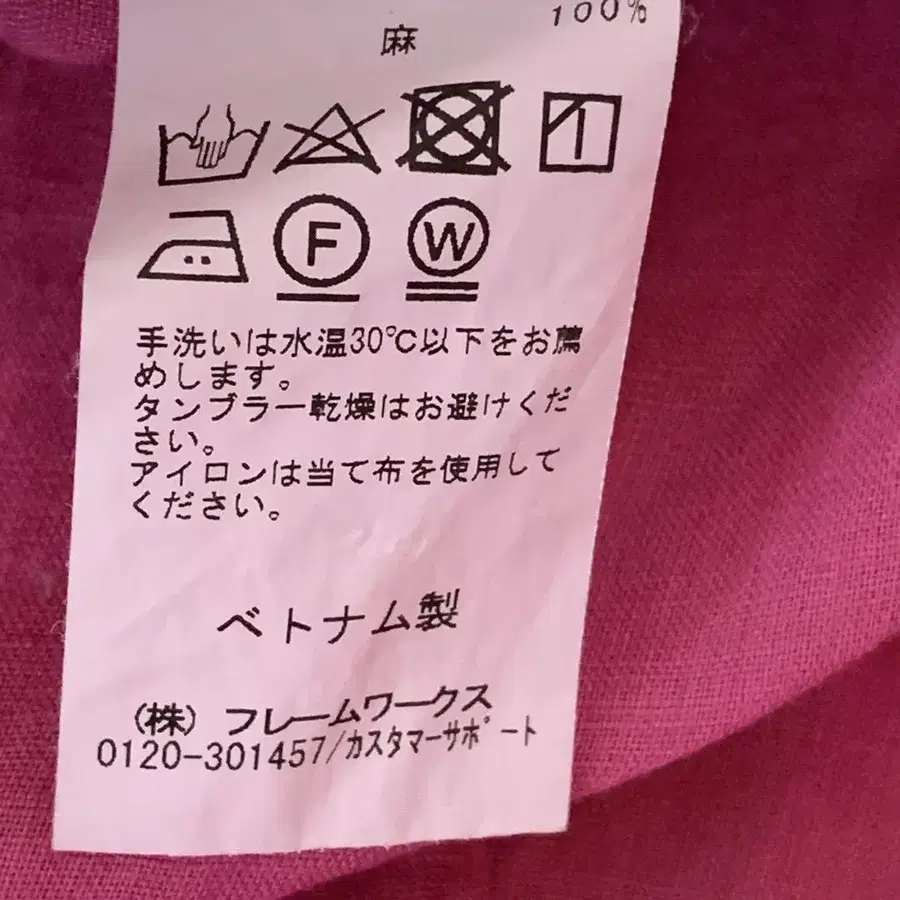 100%
麻
F W
手洗いは水温30℃以下をお薦
めします。
タンブラー乾燥はお避けくだ
さい。
アイロンは当て布を使用して
ください。
ベトナム製
(株) フレームワークス
0120-301457/カスタマーサポート